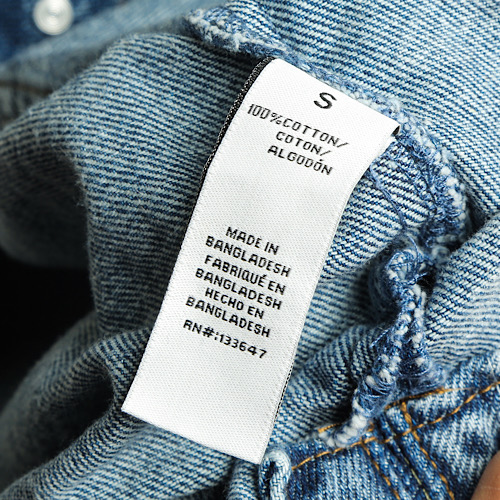 S
100%COTTON/
COTON/
ALGODÓN
MADE IN
BANGLADESH
FABRIQUÉ EN
BANGLADESH
HECHO EN
BANGLADESH
RN#:133647